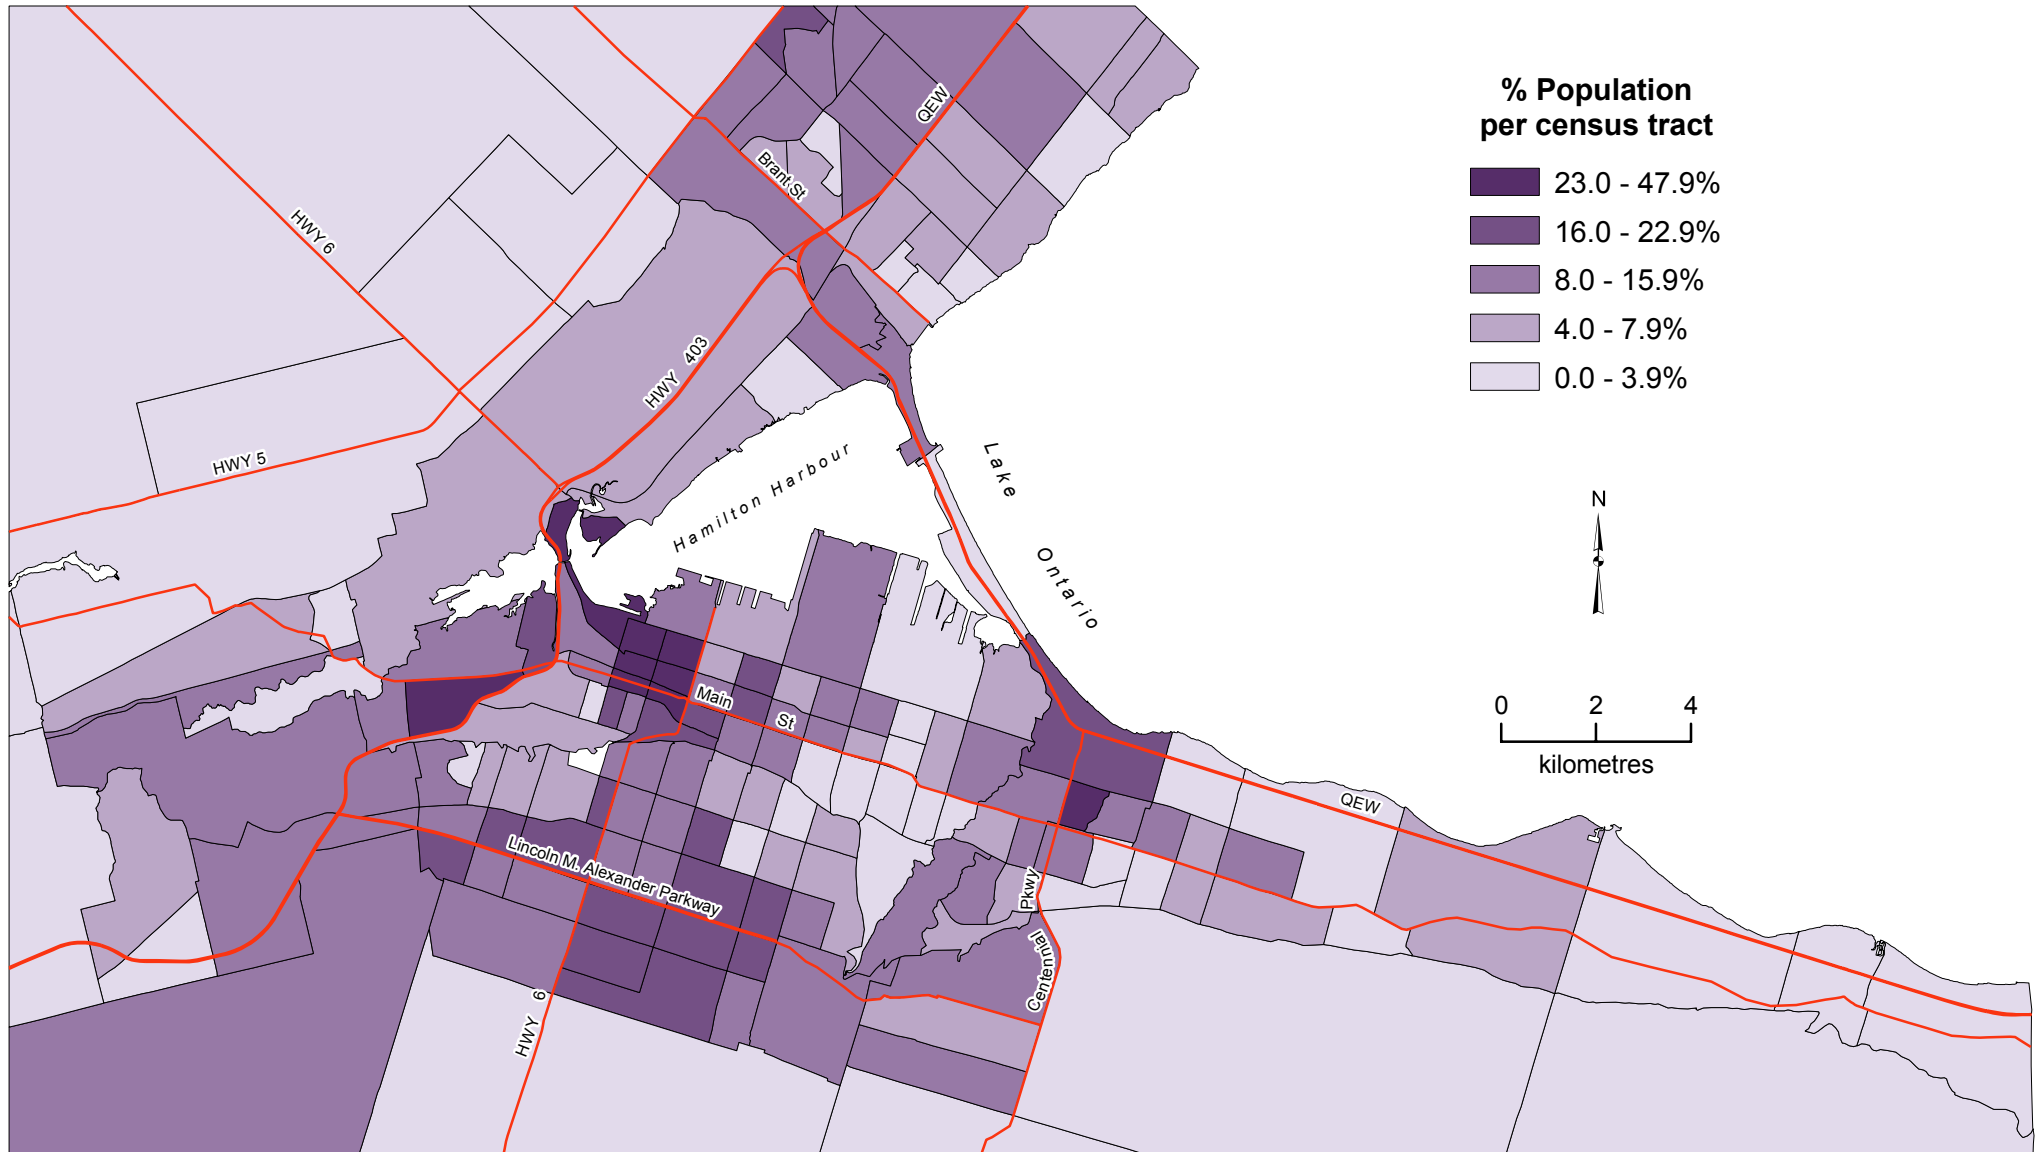 % Population
per census tract
23.0 - 47.9%
16.0 - 22.9%
8.0 - 15.9%
4.0 - 7.9%
0.0 - 3.9%
N
0 2 4
kilometres
QEW
Brant St
HWY 6
HWY 403
HWY 5
Hamilton Harbour
Lake
Ontario
Main St
QEW
Lincoln M. Alexander Parkway
Centennial Pkwy
HWY 6